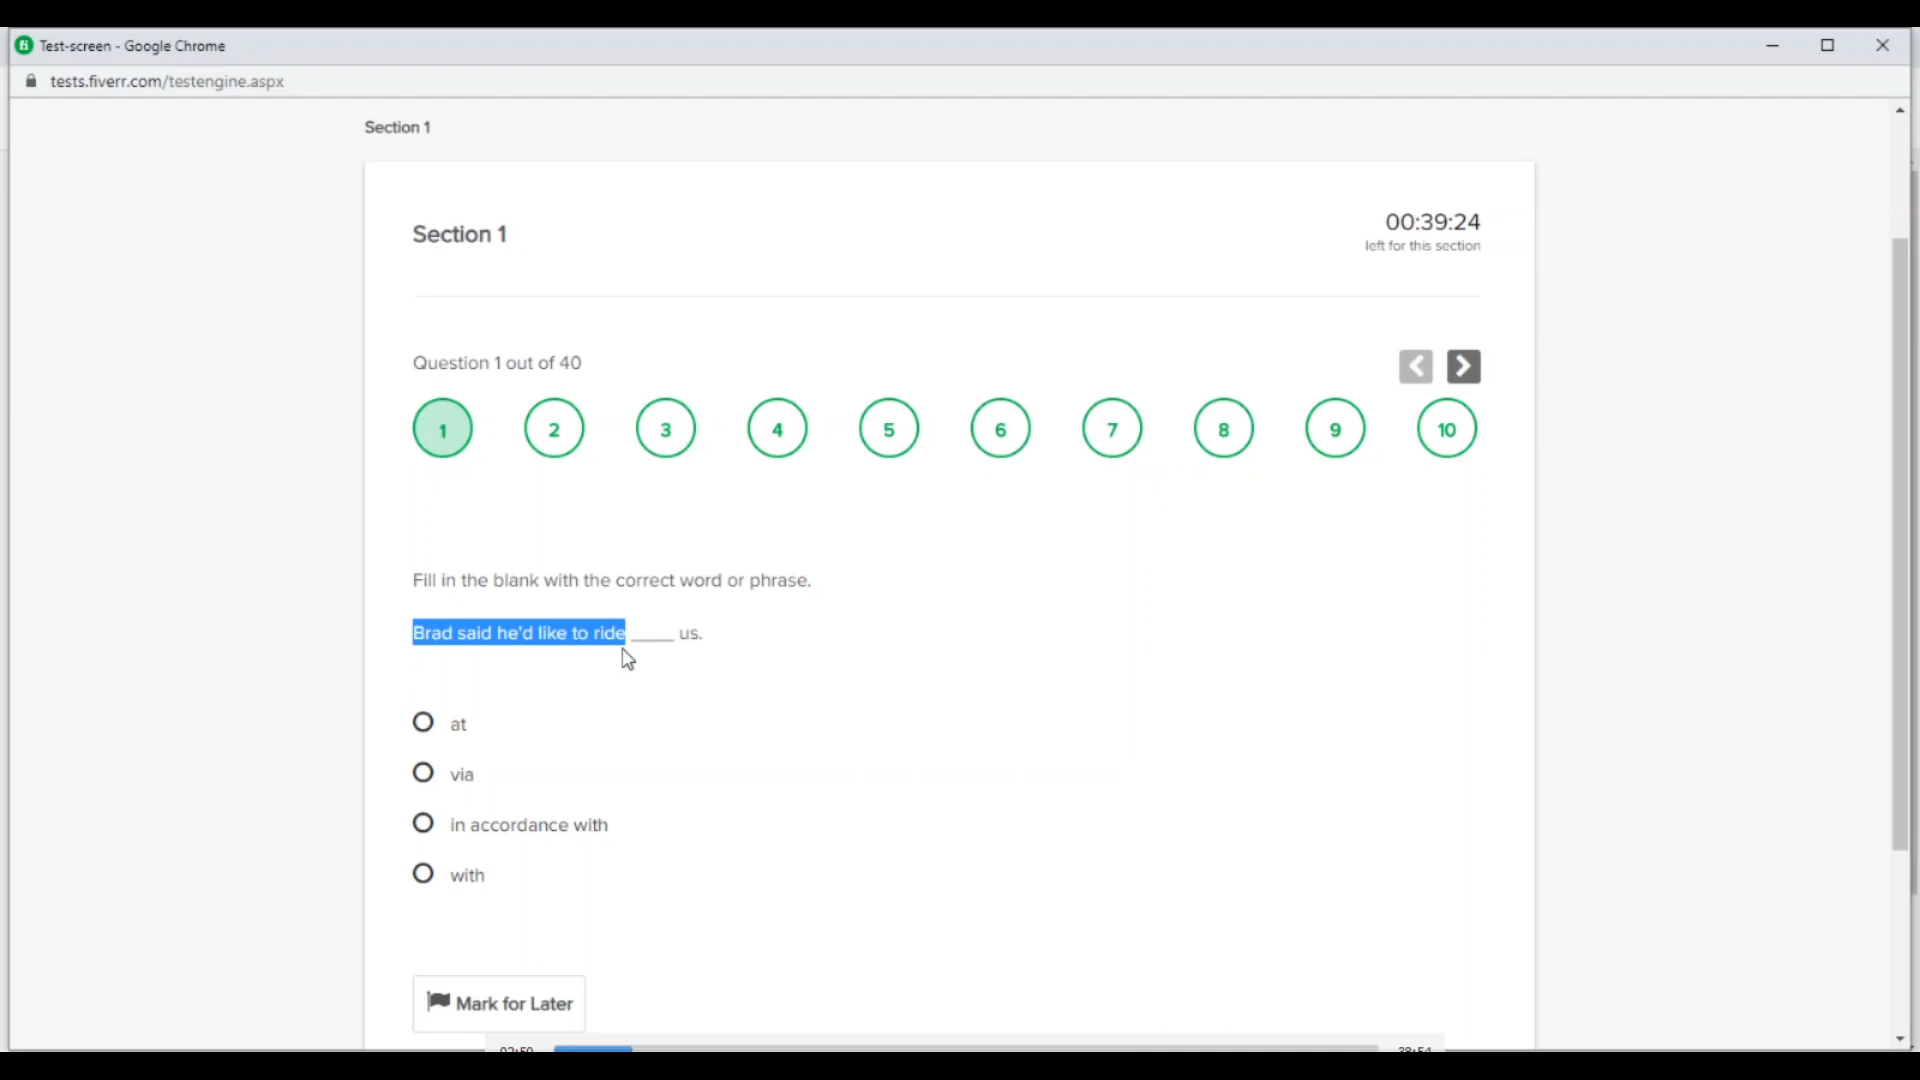 Test-screen - Google Chrome
tests.fiverr.com/testengine.aspx
Section 1
Section 1
00:39:24
left for this section
Question 1 out of 40
1 2 3 4 5 6 7 8 9 10
Fill in the blank with the correct word or phrase.
Brad said he'd like to ride _____ us.
at
via
in accordance with
with
Mark for Later